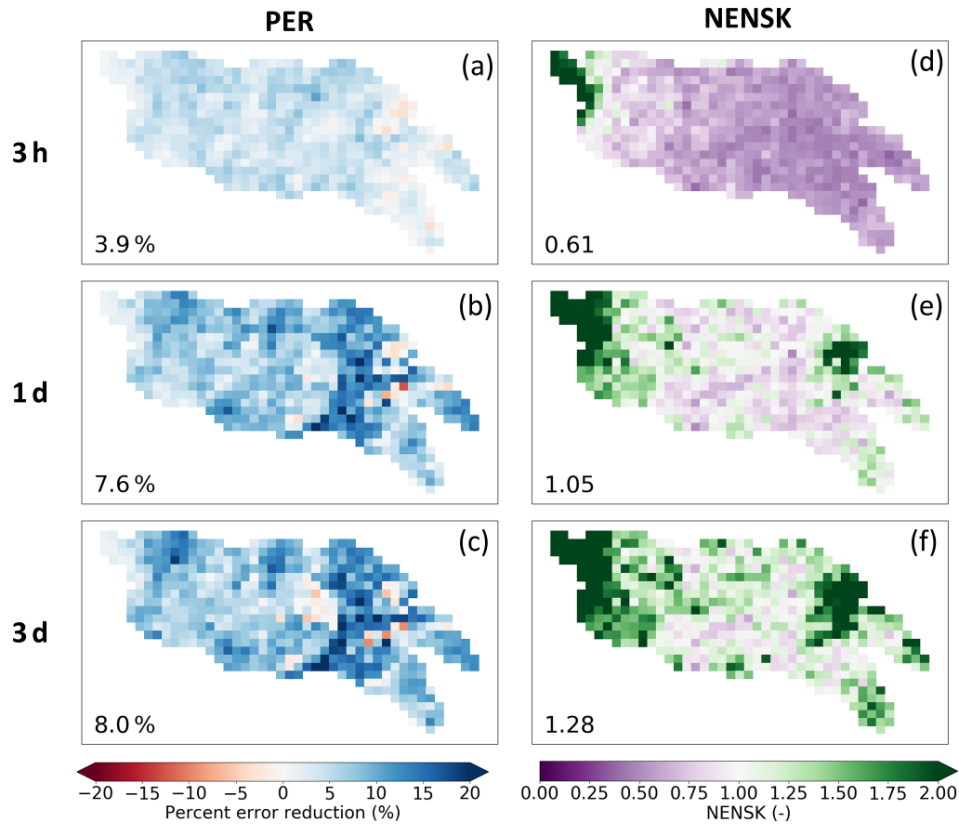 PER NENSK
3 h
(a)
3.9 %
(d)
0.61
1 d
(b)
7.6 %
(e)
1.05
3 d
(c)
8.0 %
(f)
1.28
−20 −15 −10 −5 0 5 10 15 20
Percent error reduction (%)
0.00 0.25 0.50 0.75 1.00 1.25 1.50 1.75 2.00
NENSK (-)